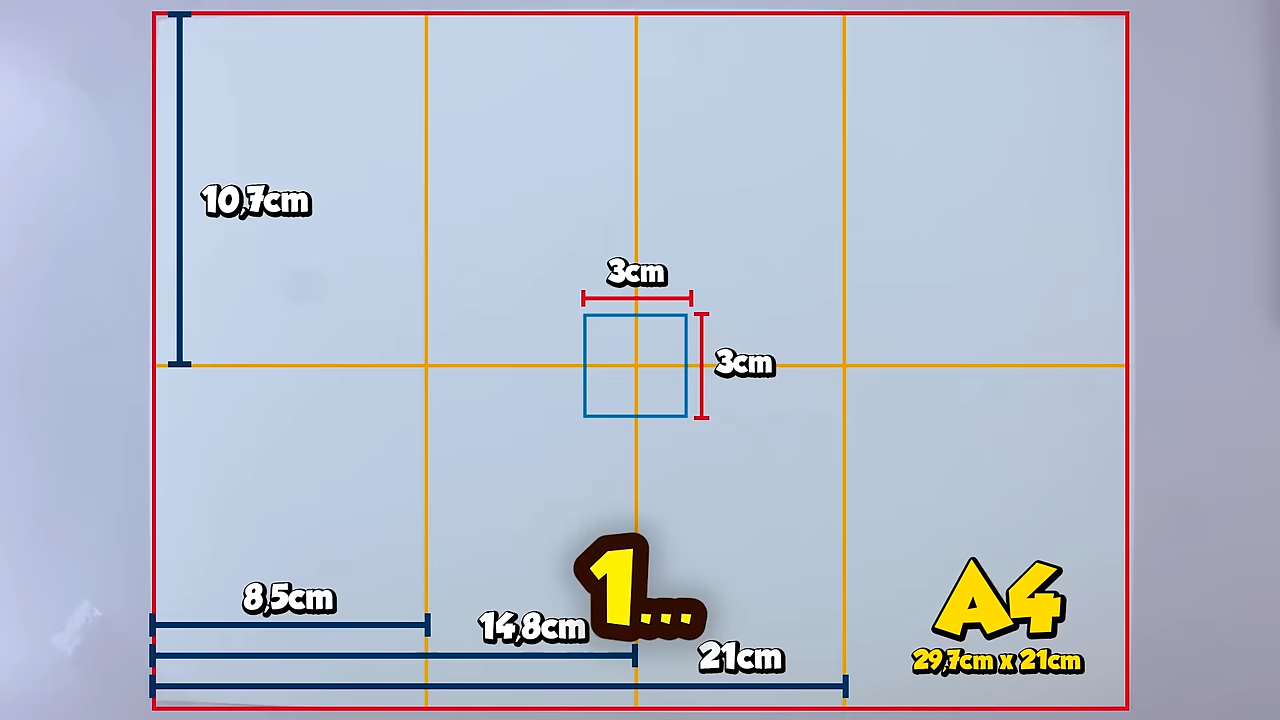 10,7cm
3cm
3cm
8,5cm
14,8cm
1...
21cm
A4
29,7cm x 21cm